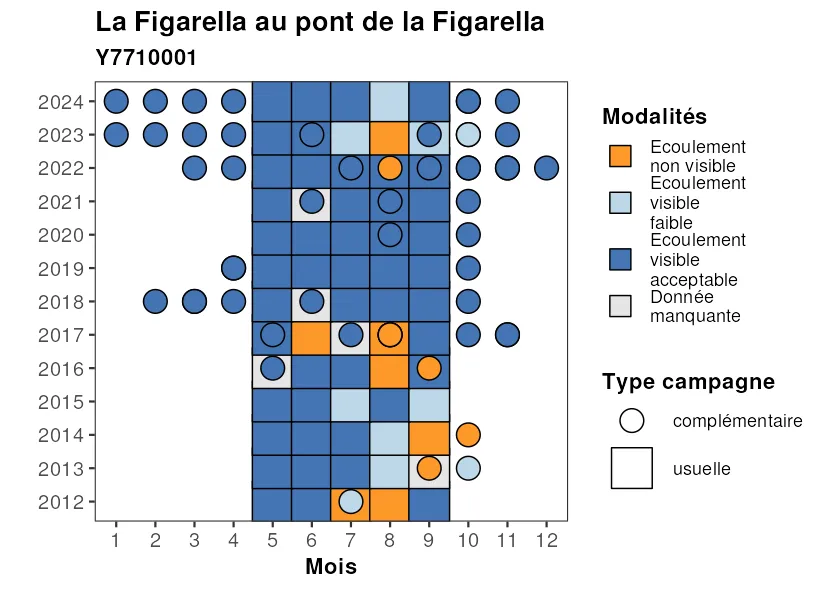 La Figarella au pont de la Figarella
Y7710001
2024
2023
2022
2021
2020
2019
2018
2017
2016
2015
2014
2013
2012
1 2 3 4 5 6 7 8 9 10 11 12
Mois
Modalités
Ecoulement
non visible
Ecoulement
visible
faible
Ecoulement
visible
acceptable
Donnée
manquante
Type campagne
complémentaire
usuelle